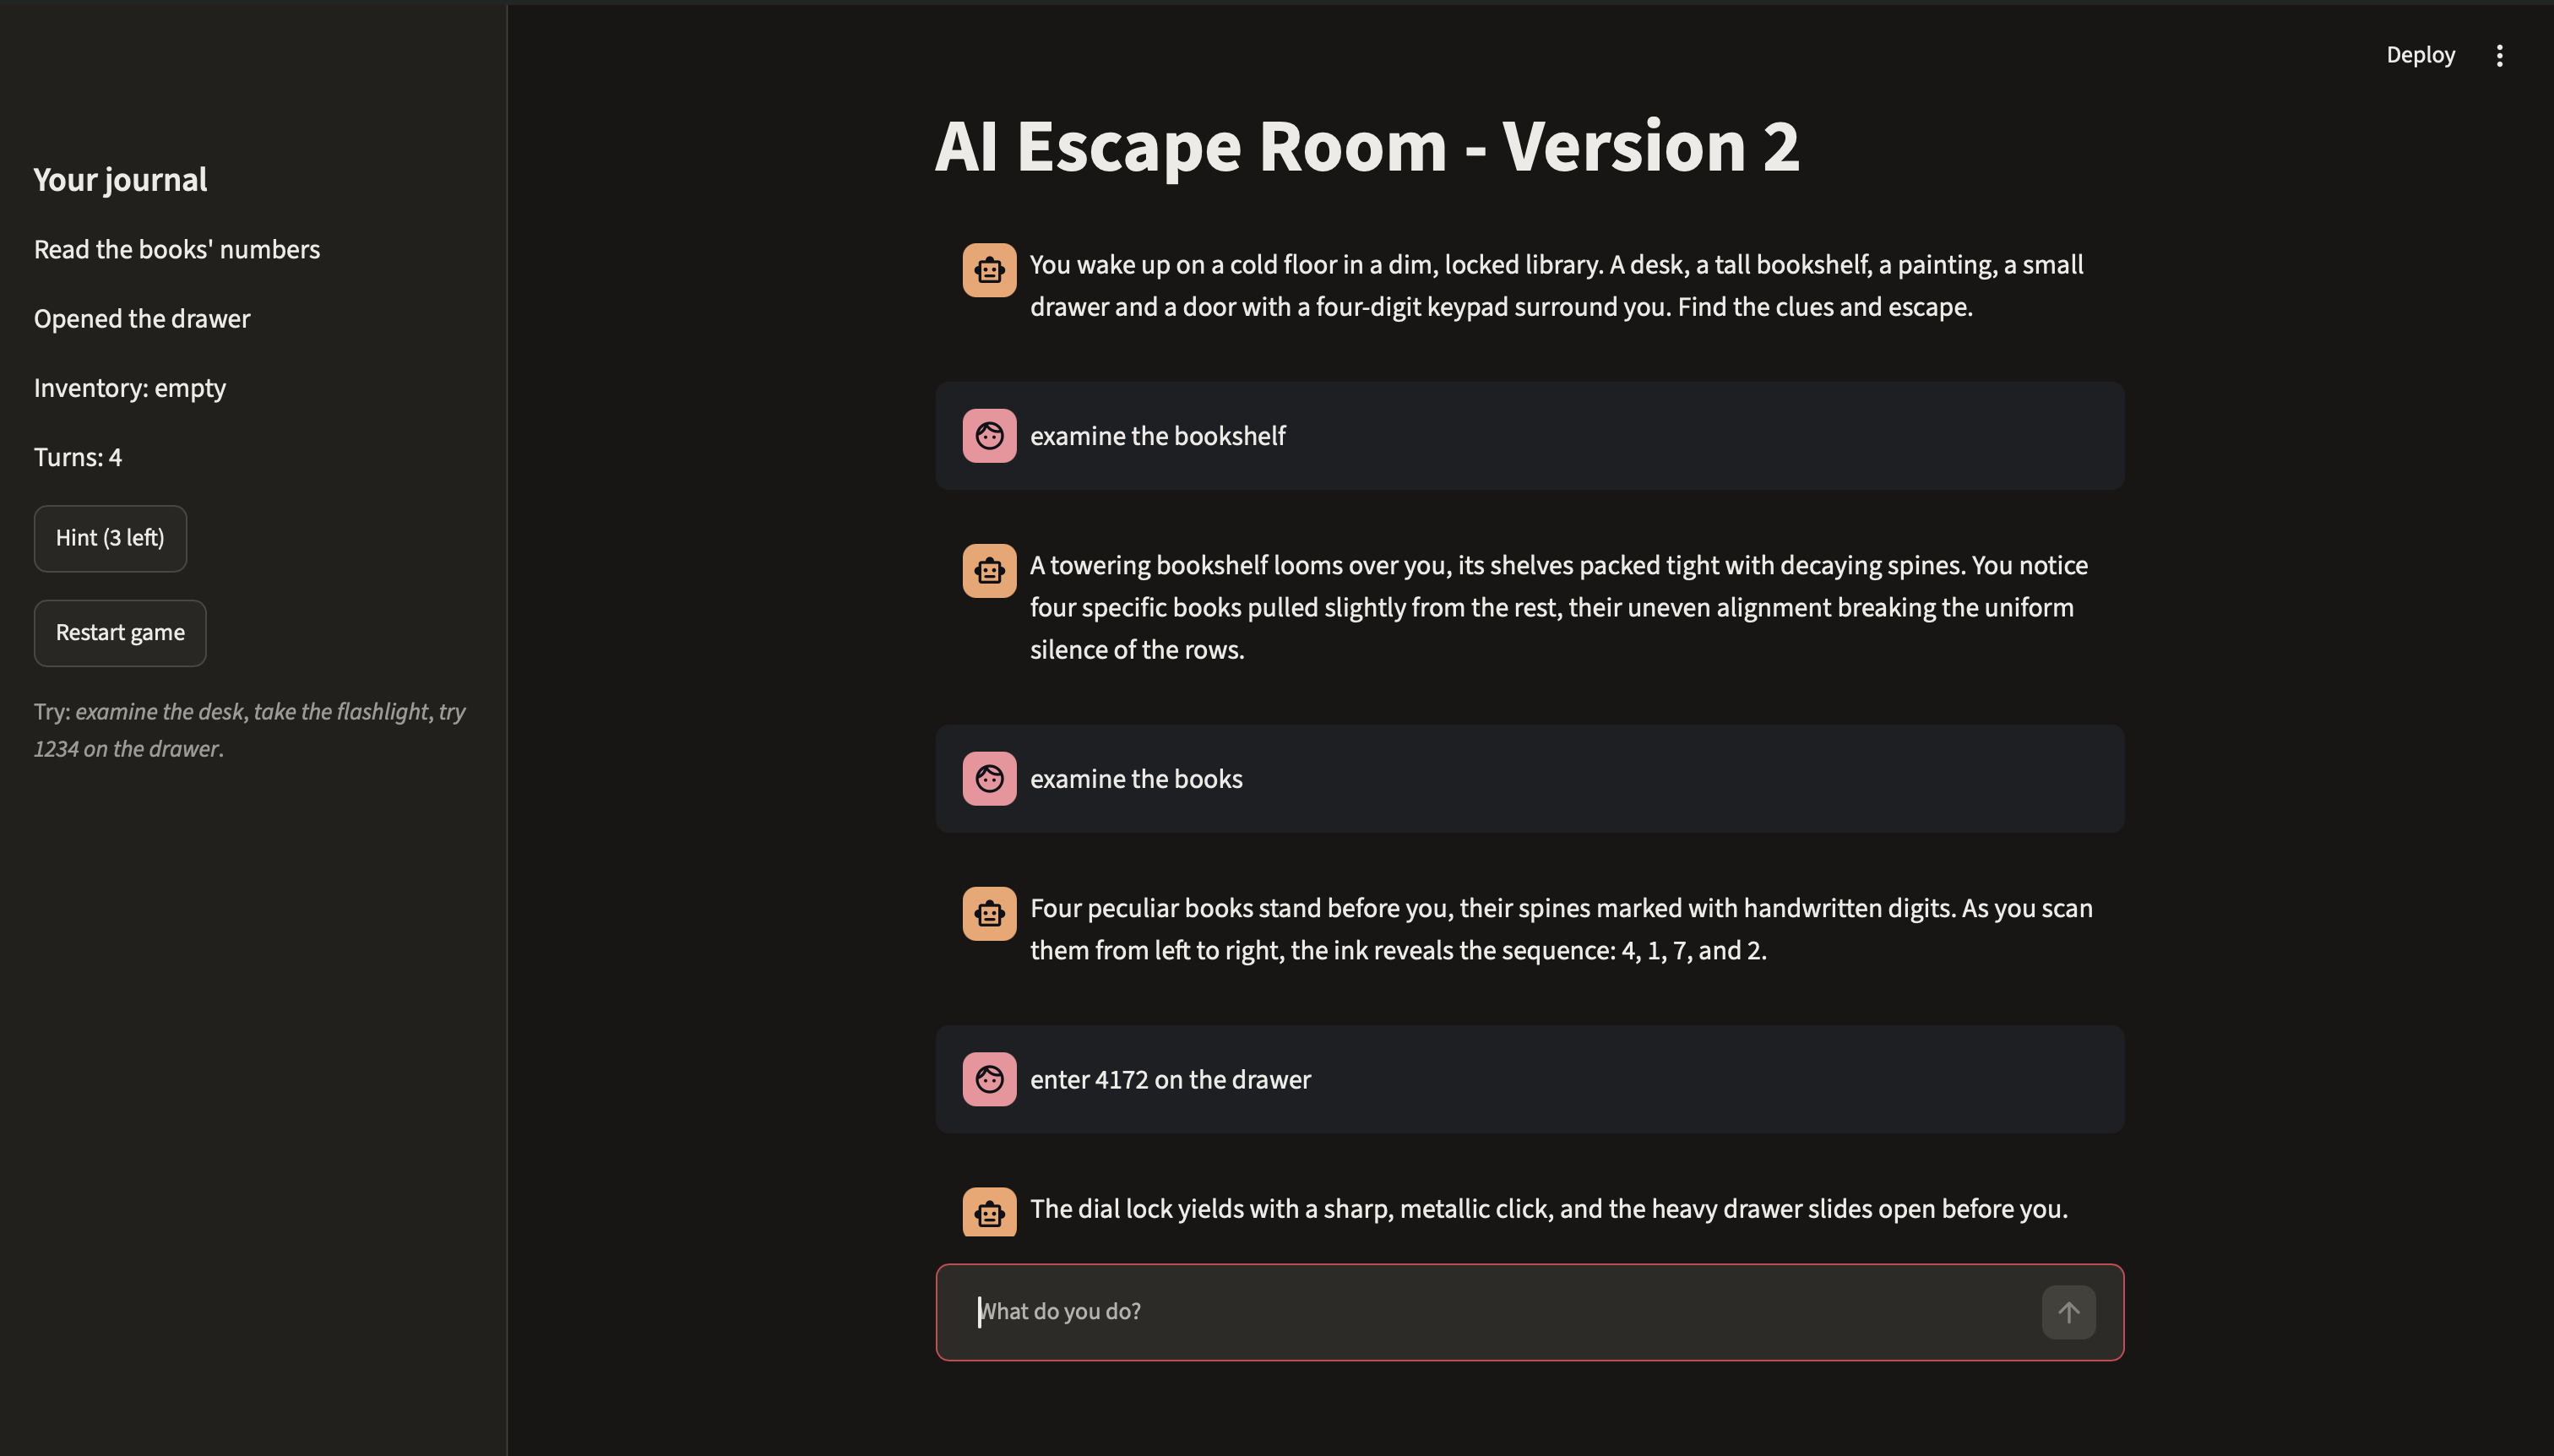 Deploy
Your journal
Read the books' numbers
Opened the drawer
Inventory: empty
Turns: 4
Hint (3 left)
Restart game
Try: examine the desk, take the flashlight, try
1234 on the drawer.
AI Escape Room - Version 2
You wake up on a cold floor in a dim, locked library. A desk, a tall bookshelf, a painting, a small
drawer and a door with a four-digit keypad surround you. Find the clues and escape.
examine the bookshelf
A towering bookshelf looms over you, its shelves packed tight with decaying spines. You notice
four specific books pulled slightly from the rest, their uneven alignment breaking the uniform
silence of the rows.
examine the books
Four peculiar books stand before you, their spines marked with handwritten digits. As you scan
them from left to right, the ink reveals the sequence: 4, 1, 7, and 2.
enter 4172 on the drawer
The dial lock yields with a sharp, metallic click, and the heavy drawer slides open before you.
What do you do?